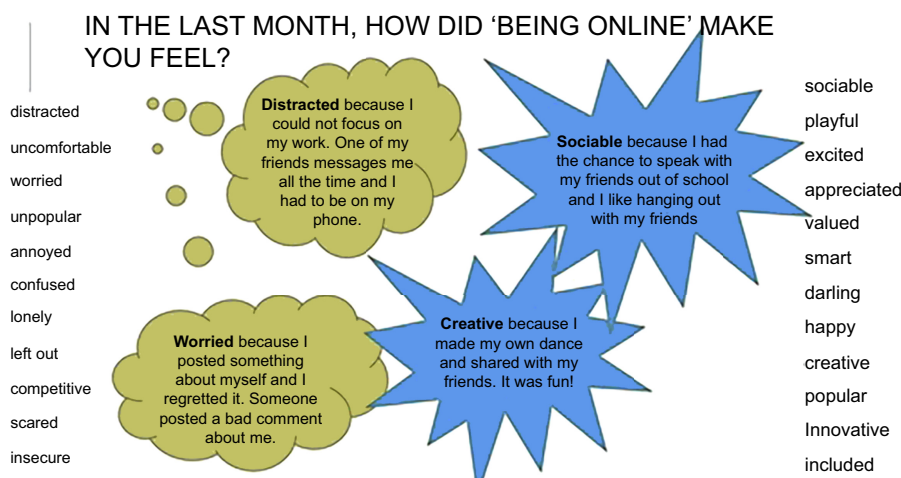 IN THE LAST MONTH, HOW DID ‘BEING ONLINE’ MAKE
YOU FEEL?
distracted
uncomfortable
worried
unpopular
annoyed
confused
lonely
left out
competitive
scared
insecure
Distracted because I
could not focus on
my work. One of my
friends messages me
all the time and I
had to be on my
phone.
Sociable because I had
the chance to speak with
my friends out of school
and I like hanging out
with my friends
Worried because I
posted something
about myself and I
regretted it. Someone
posted a bad comment
about me.
Creative because I
made my own dance
and shared with my
friends. It was fun!
sociable
playful
excited
appreciated
valued
smart
darling
happy
creative
popular
Innovative
included